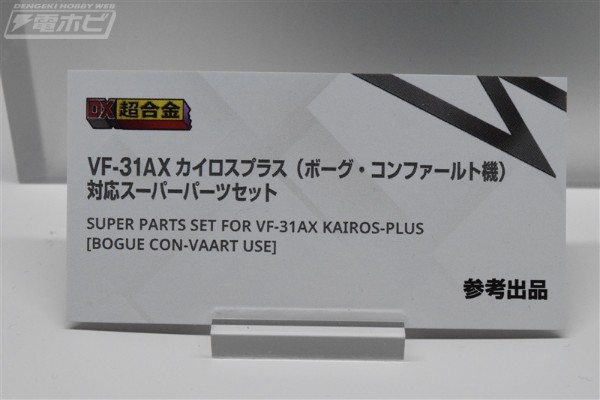 DENGEKI HOBBY WEB
電ホビ
DX超合金
VF-31AX カイロスプラス（ボーグ・コンファールト機）
対応スーパーパーツセット
SUPER PARTS SET FOR VF-31AX KAIROS-PLUS
[BOGUE CON-VAART USE]
参考出品